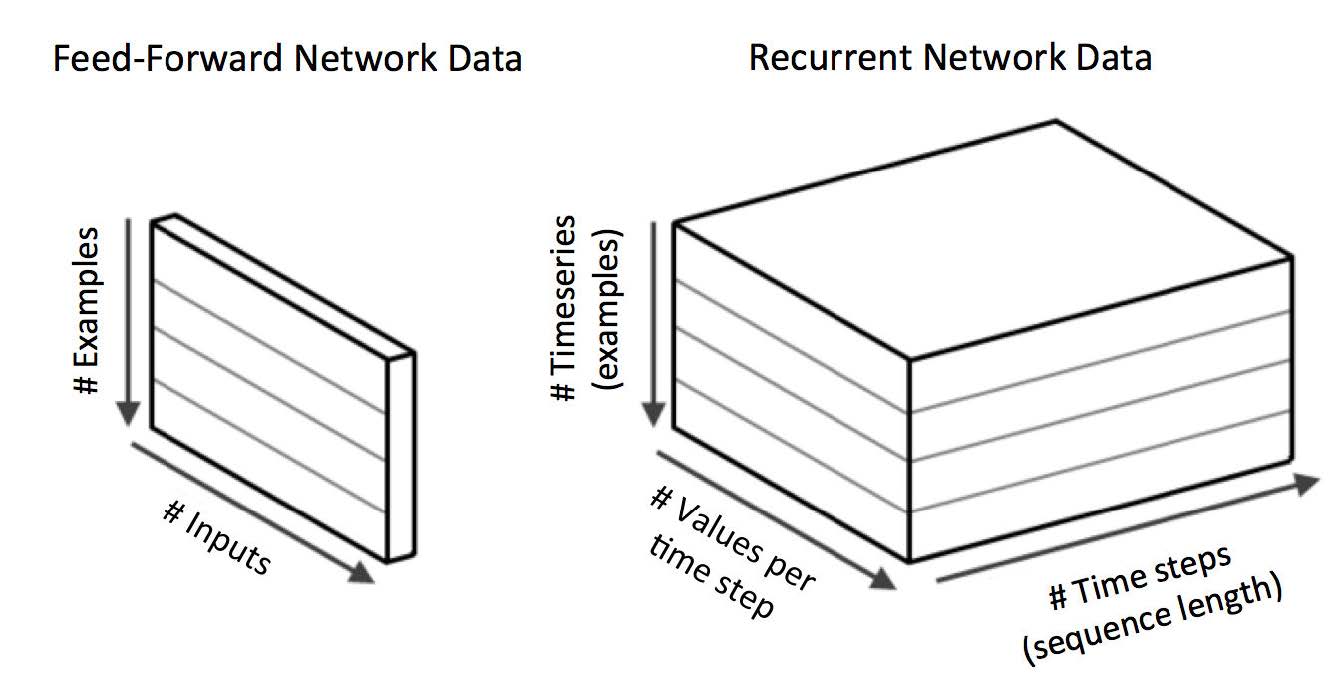 Feed-Forward Network Data
Recurrent Network Data
# Examples
# Inputs
# Timeseries
(examples)
# Values per
time step
# Time steps
(sequence length)